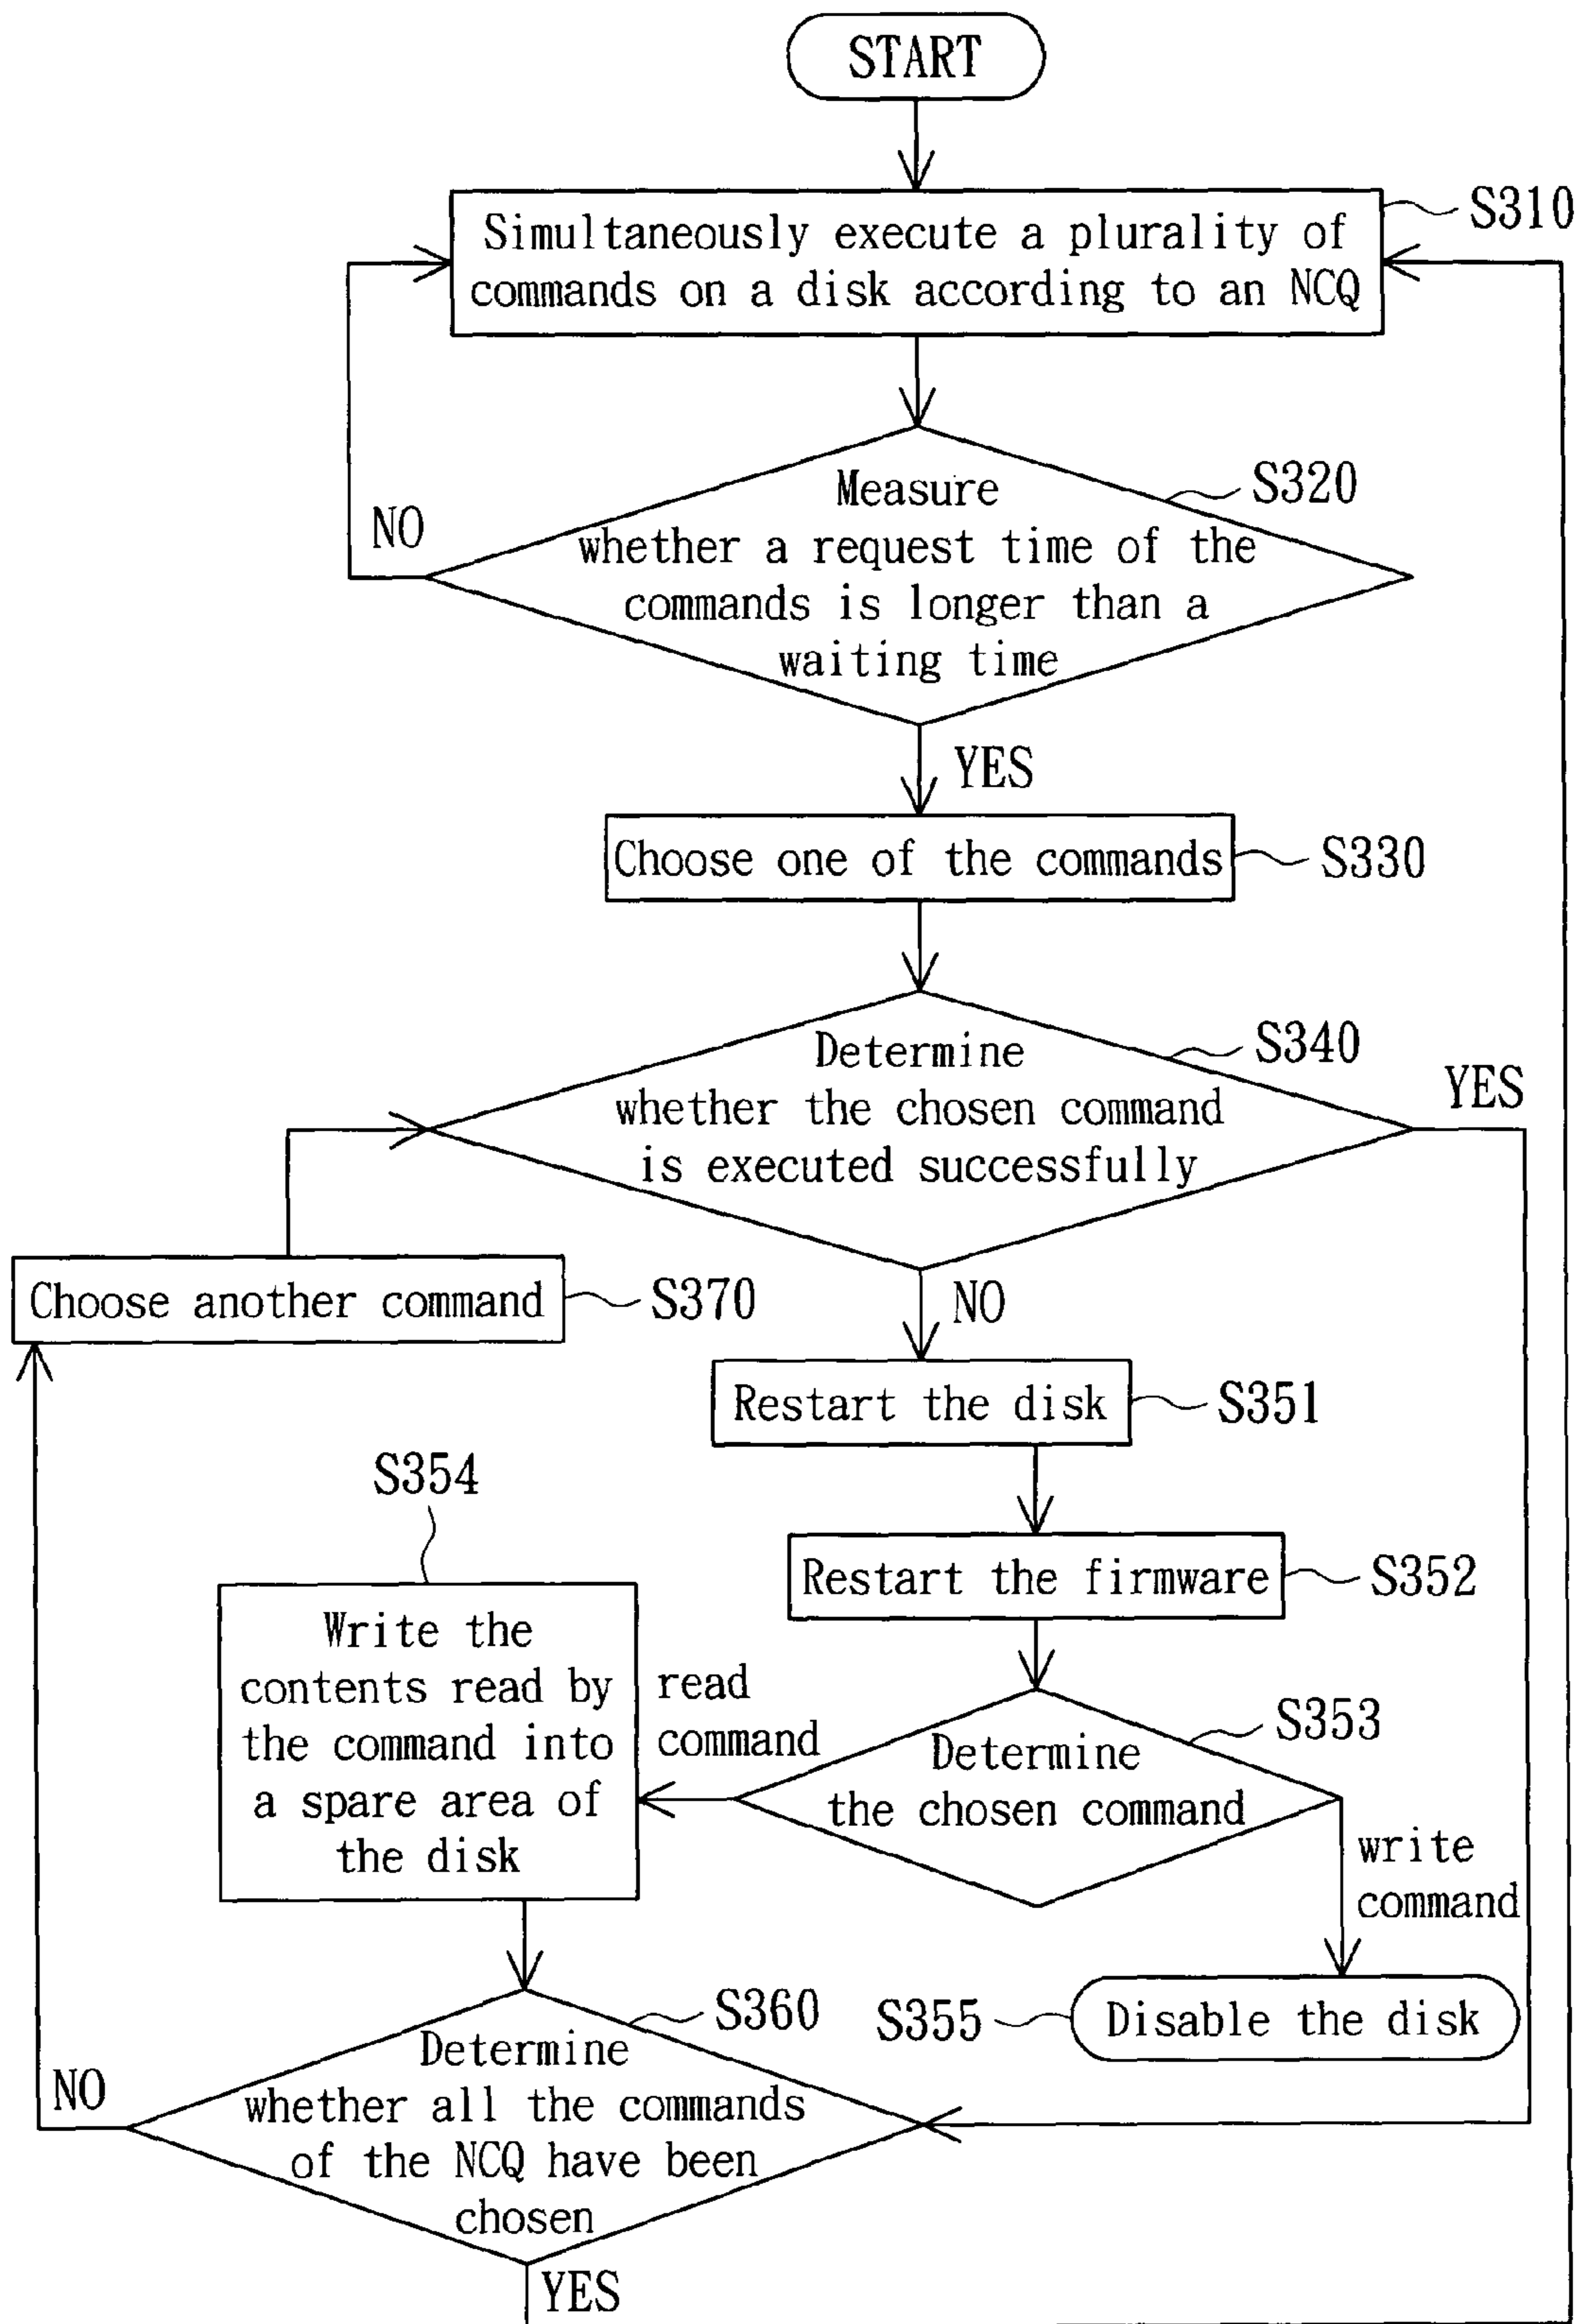 START
S310
Simultaneously execute a plurality of
commands on a disk according to an NCQ
S320
Measure
whether a request time of the
commands is longer than a
waiting time
NO
YES
Choose one of the commands
S330
S340
Determine
whether the chosen command
is executed successfully
YES
Choose another command
S370
NO
Restart the disk
S351
S354
Restart the firmware
S352
Write the
contents read by
the command into
a spare area of
the disk
read
command
S353
Determine
the chosen command
write
command
S360
S355
Disable the disk
Determine
whether all the commands
of the NCQ have been
chosen
NO
YES